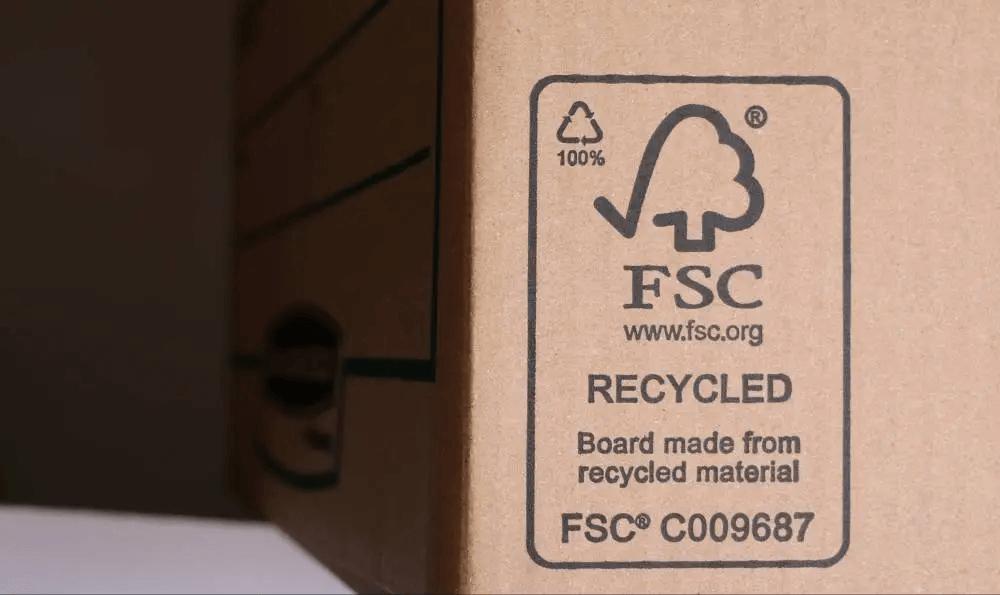 100%
®
FSC
www.fsc.org
RECYCLED
Board made from
recycled material
FSC® C009687